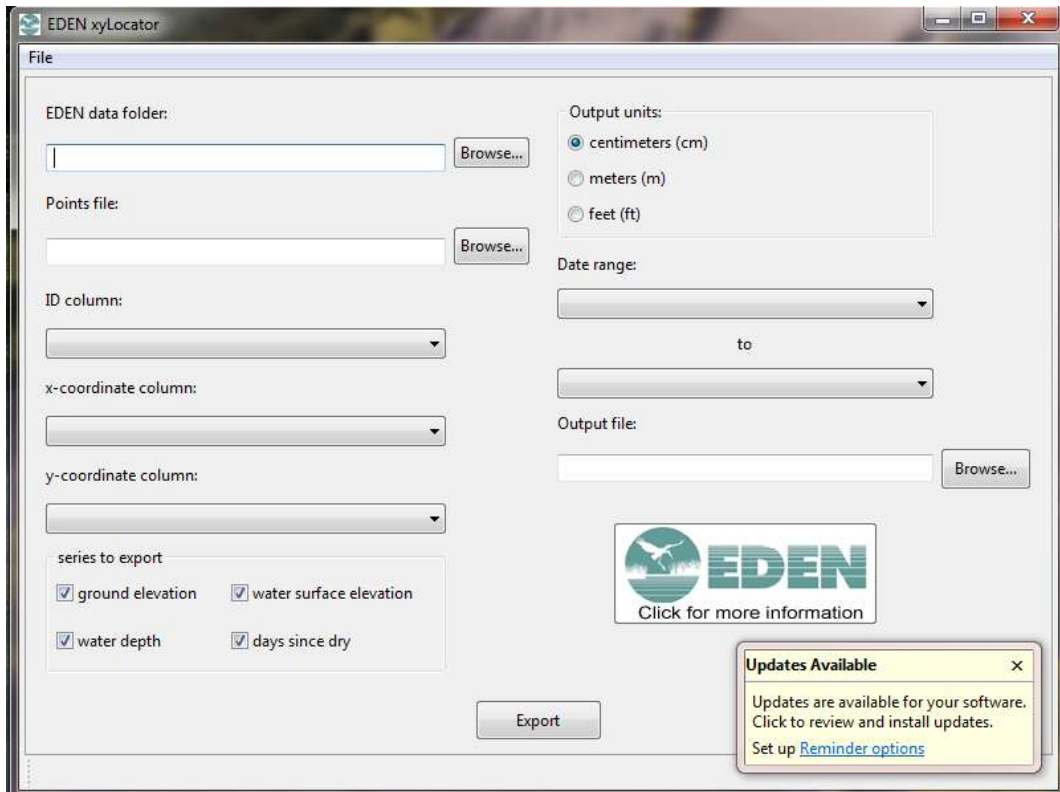 EDEN xyLocator
File
EDEN data folder:
Browse...
Points file:
Browse...
ID column:
x-coordinate column:
y-coordinate column:
series to export
ground elevation
water surface elevation
water depth
days since dry
Output units:
centimeters (cm)
meters (m)
feet (ft)
Date range:
to
Output file:
Browse...
EDEN
Click for more information
Export
Updates Available
Updates are available for your software.
Click to review and install updates.
Set up Reminder options